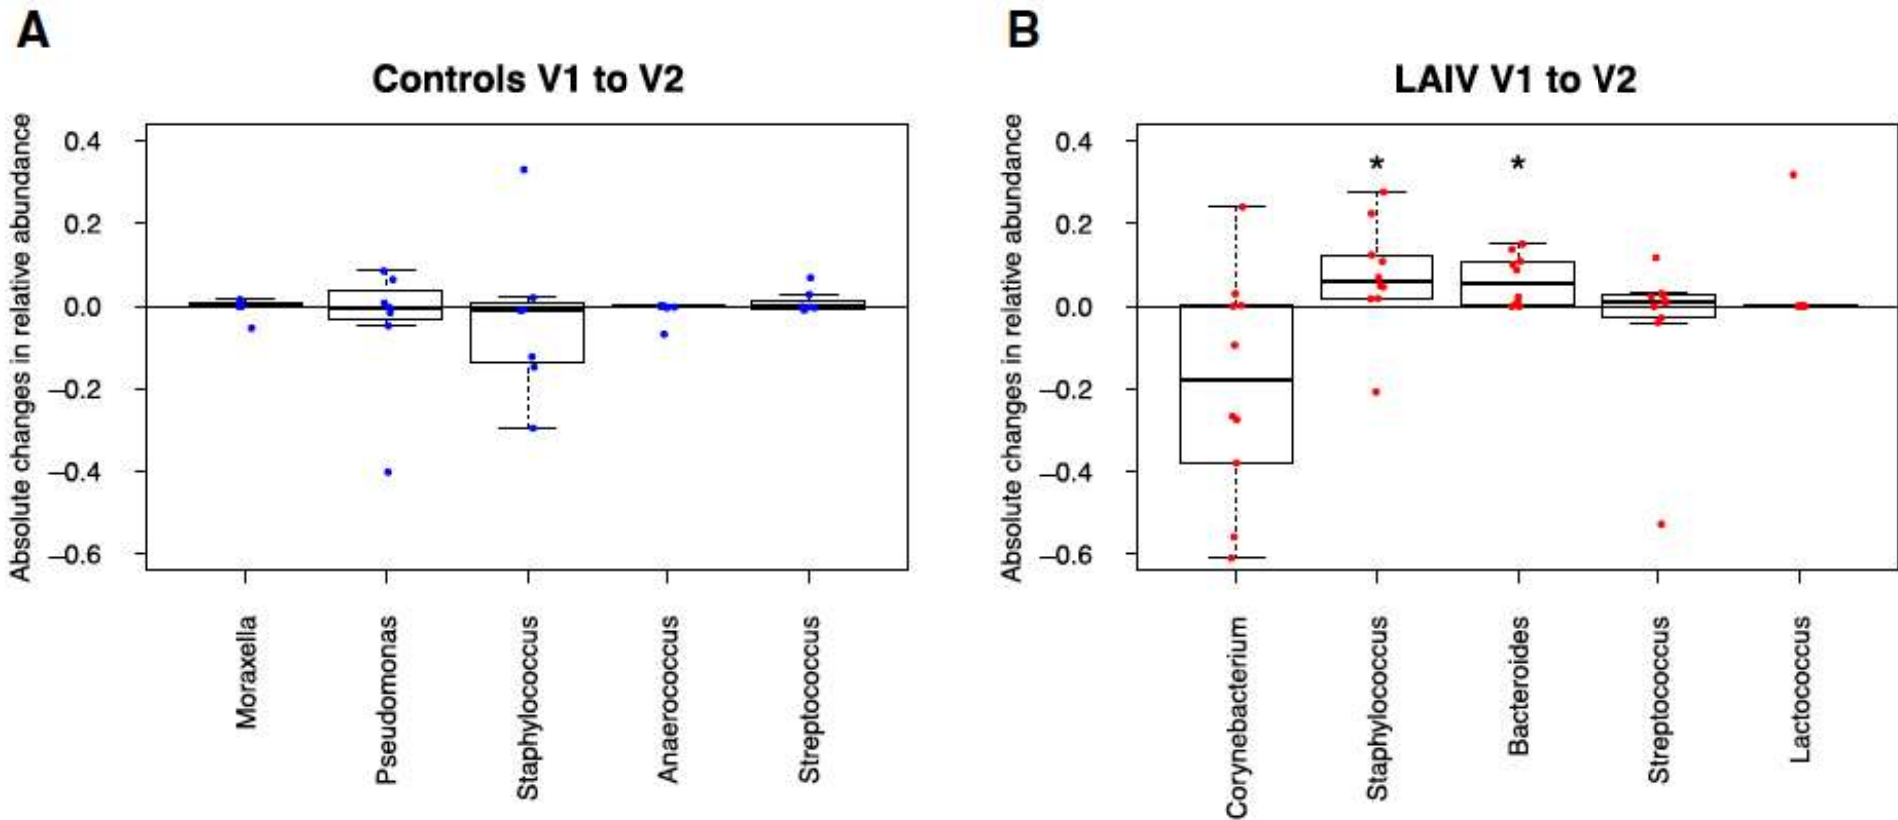 A
Controls V1 to V2
Absolute changes in relative abundance
0.4
0.2
0.0
−0.2
−0.4
−0.6
Moraxella
Pseudomonas
Staphylococcus
Anaerococcus
Streptococcus
B
LAIV V1 to V2
Absolute changes in relative abundance
0.4
0.2
0.0
−0.2
−0.4
−0.6
*
*
Corynebacterium
Staphylococcus
Bacteroides
Streptococcus
Lactococcus